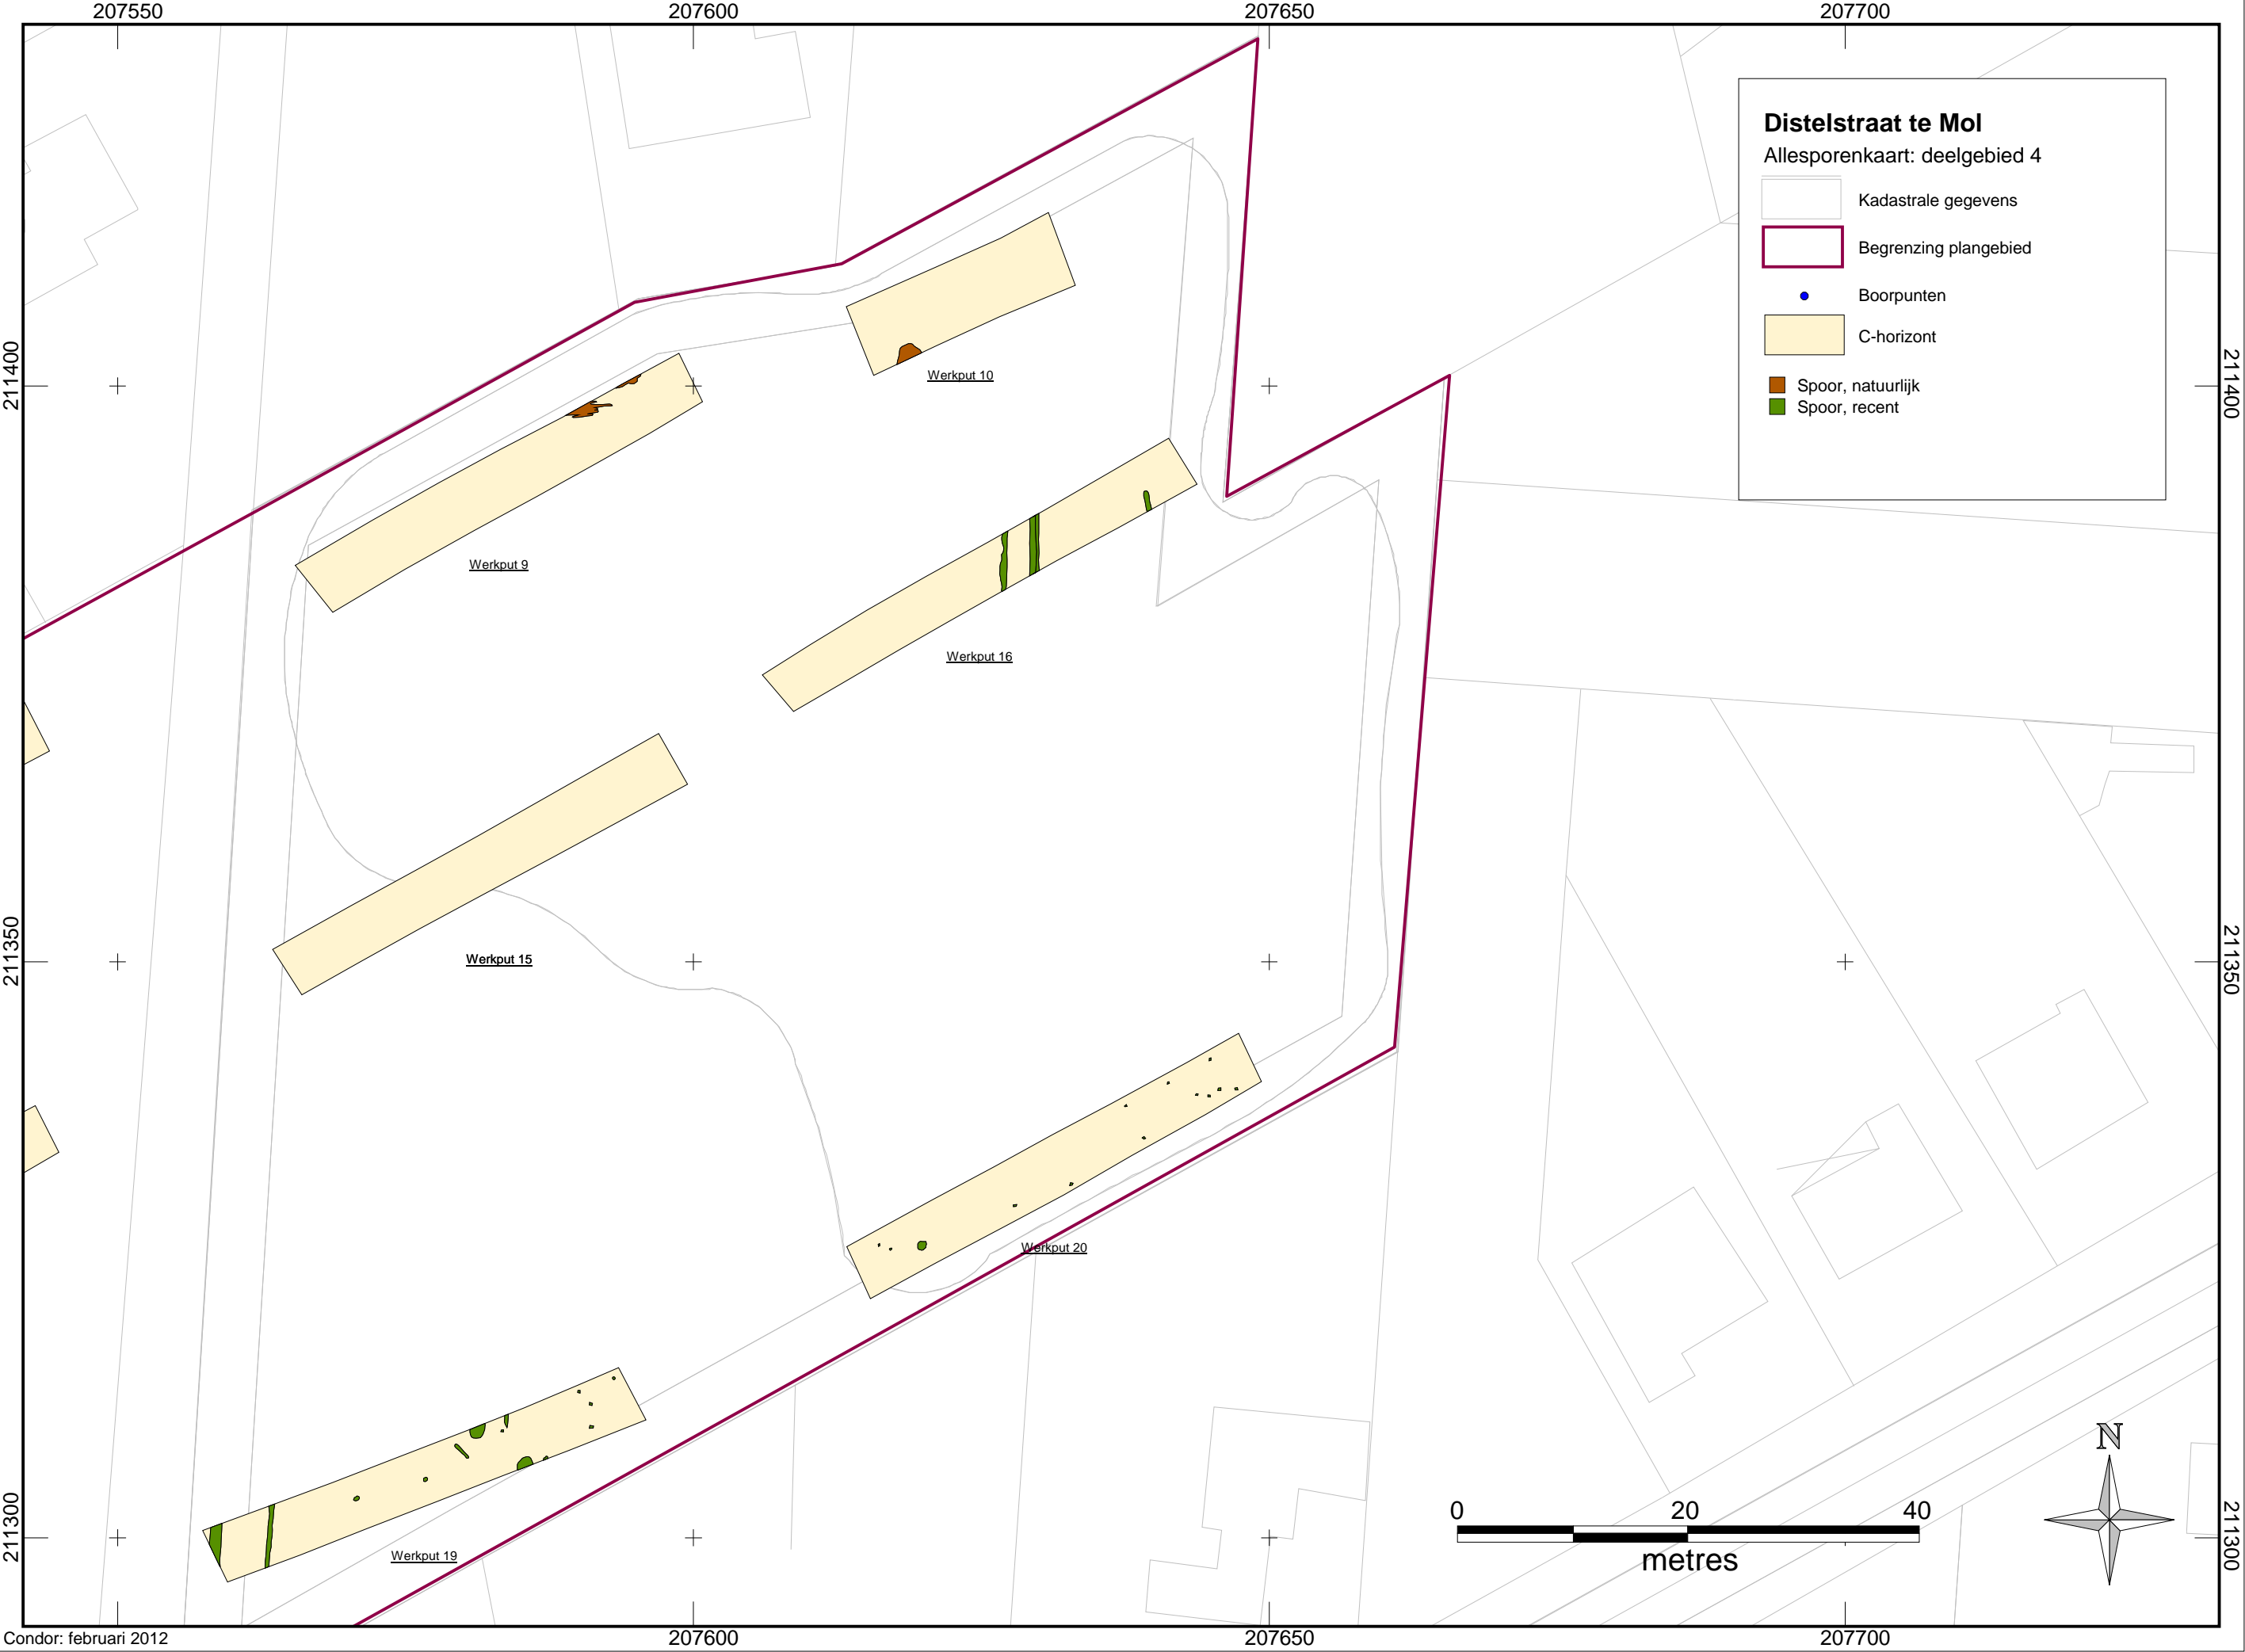 207550
207600
207650
207700
Distelstraat te Mol
Allesporenkaart: deelgebied 4
Kadastrale gegevens
Begrenzing plangebied
Boorpunten
C-horizont
Spoor, natuurlijk
Spoor, recent
211400
211400
Werkput 10
Werkput 9
Werkput 16
211350
211350
Werkput 15
Werkput 20
N
0 20 40
metres
211300
211300
Werkput 19
Condor: februari 2012
207600
207650
207700